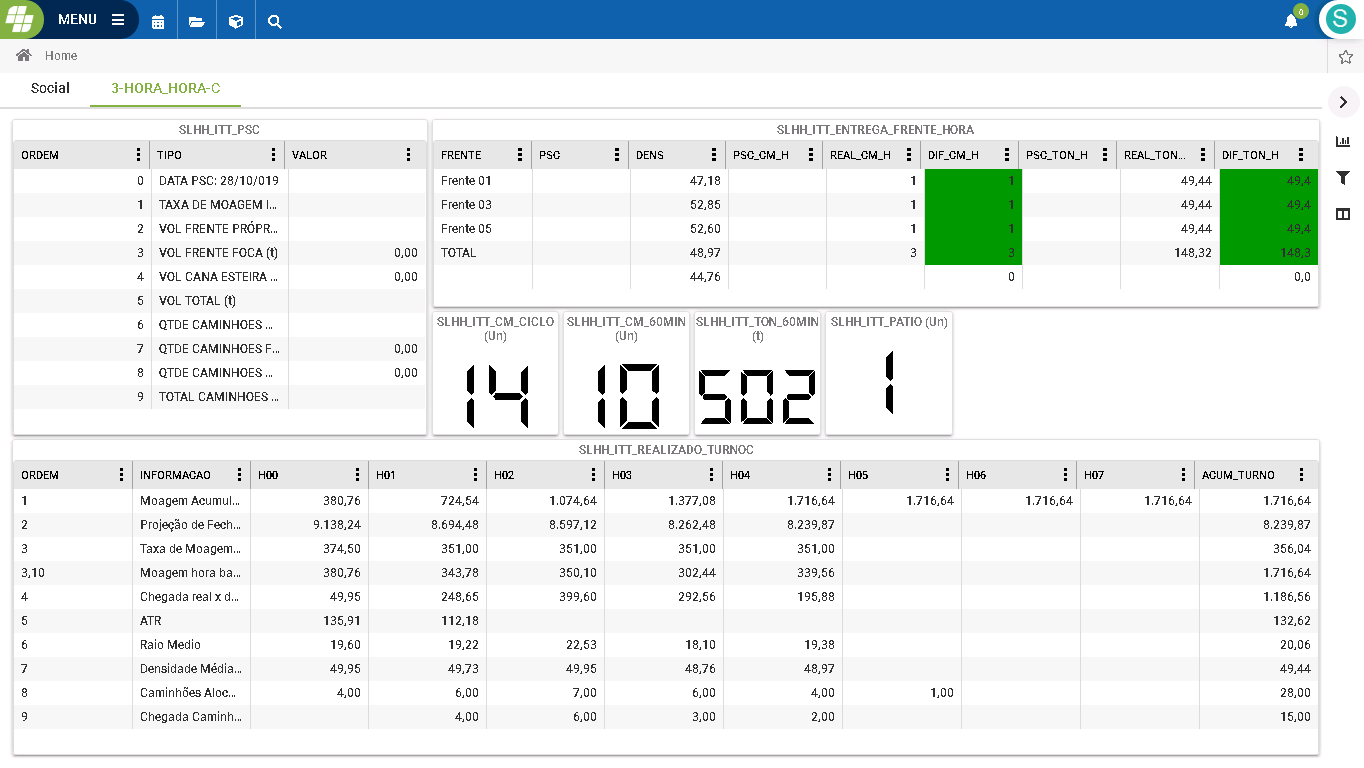 MENU
0
S
Home
Social 3-HORA_HORA-C
SLHH_ITT_PSC
ORDEM TIPO VALOR
0 DATA PSC: 28/10/019
1 TAXA DE MOAGEM I...
2 VOL FRENTE PRÓPR...
3 VOL FRENTE FOCA (t) 0,00
4 VOL CANA ESTEIRA ... 0,00
5 VOL TOTAL (t)
6 QTDE CAMINHOES ...
7 QTDE CAMINHOES F... 0,00
8 QTDE CAMINHOES ... 0,00
9 TOTAL CAMINHOES ...
SLHH_ITT_ENTREGA_FRENTE_HORA
FRENTE PSC DENS PSC_CM_H REAL_CM_H DIF_CM_H PSC_TON_H REAL_TON... DIF_TON_H
Frente 01 47,18 1 1 49,44 49,4
Frente 03 52,85 1 1 49,44 49,4
Frente 05 52,60 1 1 49,44 49,4
TOTAL 48,97 3 3 148,32 148,3
44,76 0 0,0
SLHH_ITT_CM_CICLO
(Un)
14
SLHH_ITT_CM_60MIN
(Un)
10
SLHH_ITT_TON_60MIN
(t)
502
SLHH_ITT_PATIO (Un)
1
SLHH_ITT_REALIZADO_TURNOC
ORDEM INFORMACAO H00 H01 H02 H03 H04 H05 H06 H07 ACUM_TURNO
1 Moagem Acumul... 380,76 724,54 1.074,64 1.377,08 1.716,64 1.716,64 1.716,64 1.716,64 1.716,64
2 Projeção de Fech... 9.138,24 8.694,48 8.597,12 8.262,48 8.239,87 8.239,87
3 Taxa de Moagem... 374,50 351,00 351,00 351,00 351,00 356,04
3,10 Moagem hora ba... 380,76 343,78 350,10 302,44 339,56 1.716,64
4 Chegada real x d... 49,95 248,65 399,60 292,56 195,88 1.186,56
5 ATR 135,91 112,18 132,62
6 Raio Medio 19,60 19,22 22,53 18,10 19,38 20,06
7 Densidade Média... 49,95 49,73 49,95 48,76 48,97 49,44
8 Caminhões Aloc... 4,00 6,00 7,00 6,00 4,00 1,00 28,00
9 Chegada Caminh... 4,00 6,00 3,00 2,00 15,00